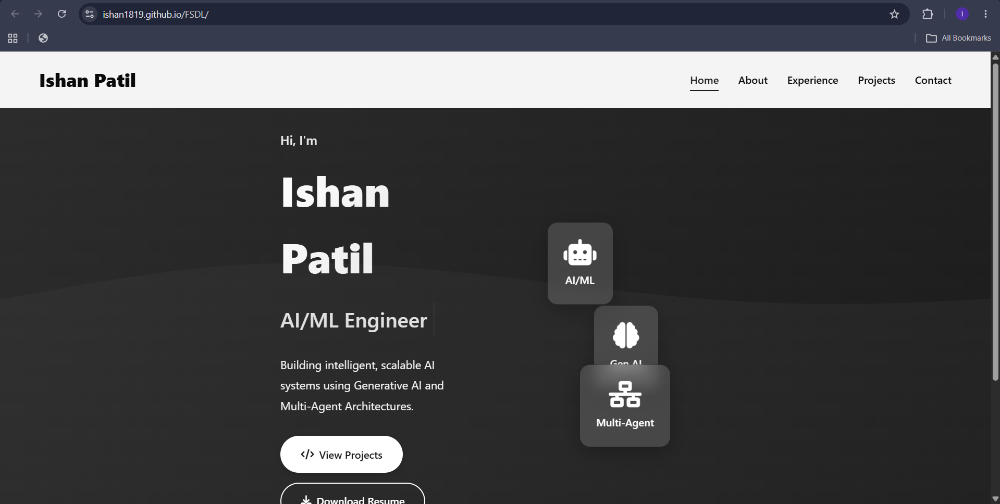 ishan1819.github.io/FSDL/
I
All Bookmarks
Ishan Patil
Home About Experience Projects Contact
Hi, I'm
Ishan
Patil
AI/ML Engineer
Building intelligent, scalable AI
systems using Generative AI and
Multi-Agent Architectures.
View Projects
Download Resume
AI/ML
Gen AI
Multi-Agent